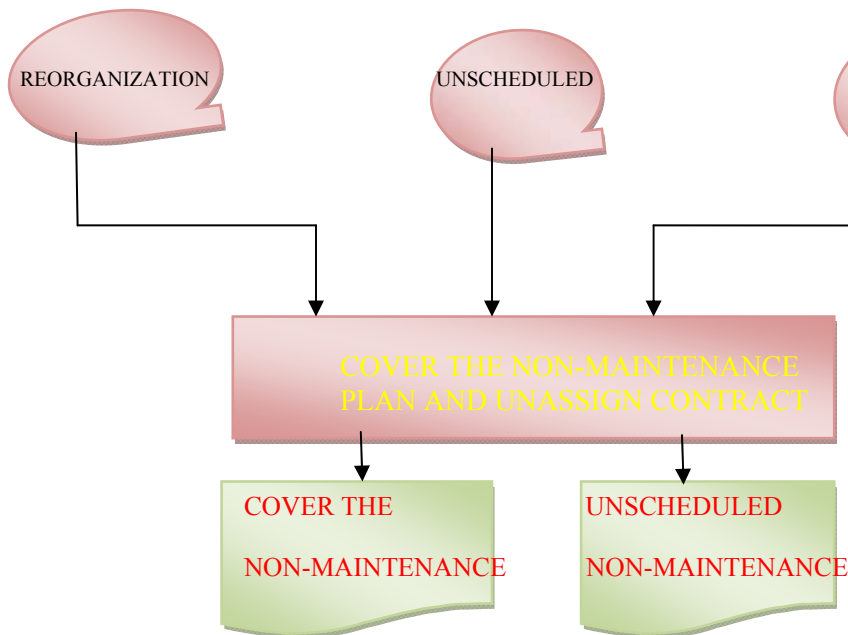 REORGANIZATION
UNSCHEDULED
COVER THE NON-MAINTENANCE
PLAN AND UNASSIGN CONTRACT
COVER THE
NON-MAINTENANCE
UNSCHEDULED
NON-MAINTENANCE